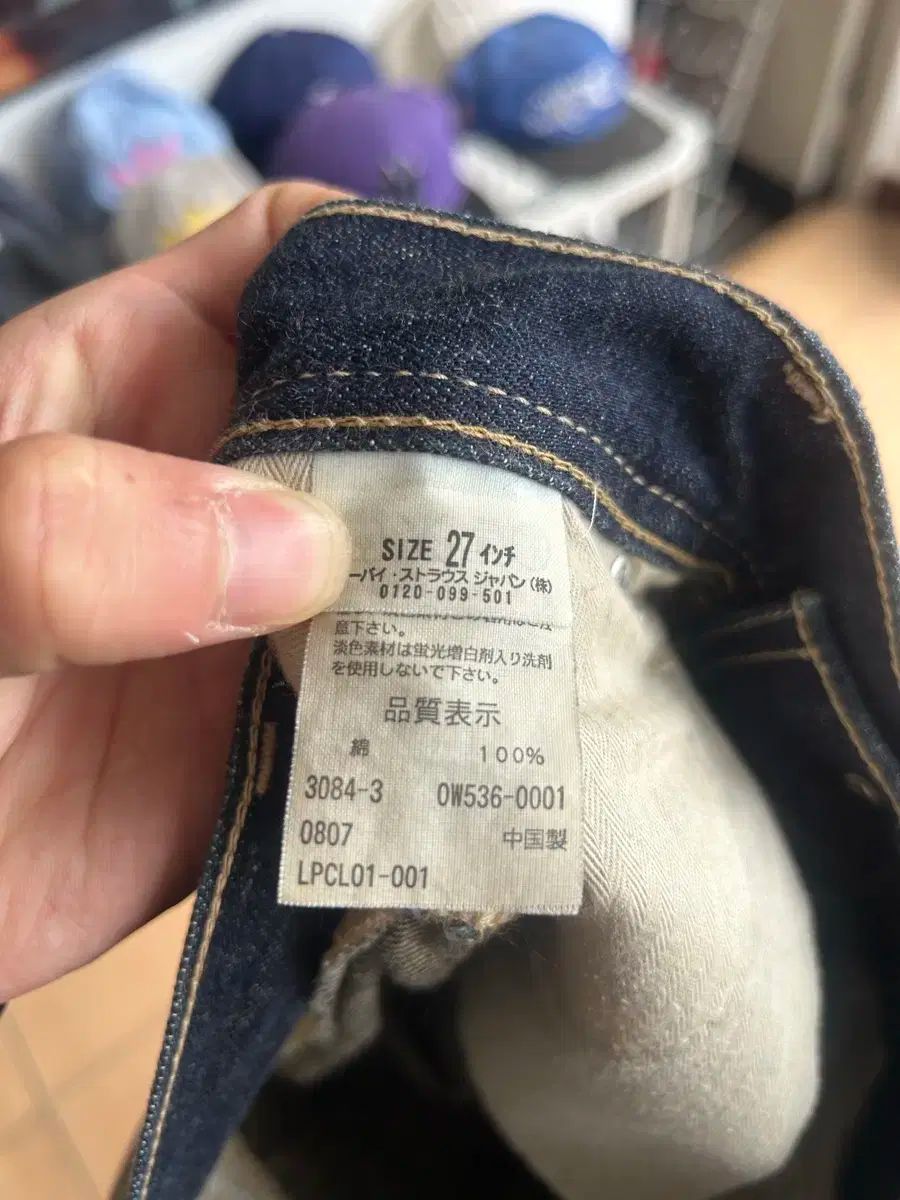 SIZE 27 インチ
ーバイ・ストラウス ジャパン(株)
0120-099-501
意下さい。
淡色素材は蛍光増白剤入り洗剤
を使用しないで下さい。
品質表示
綿 100%
3084-3 0W536-0001
0807 中国製
LPCL01-001